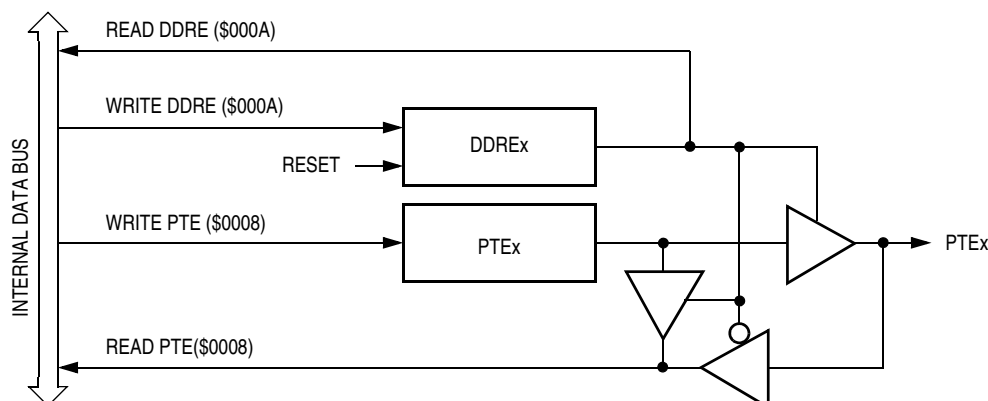 READ DDRE ($000A)
WRITE DDRE ($000A)
DDREx
RESET
INTERNAL DATA BUS
WRITE PTE ($0008)
PTEx
PTEx
READ PTE($0008)